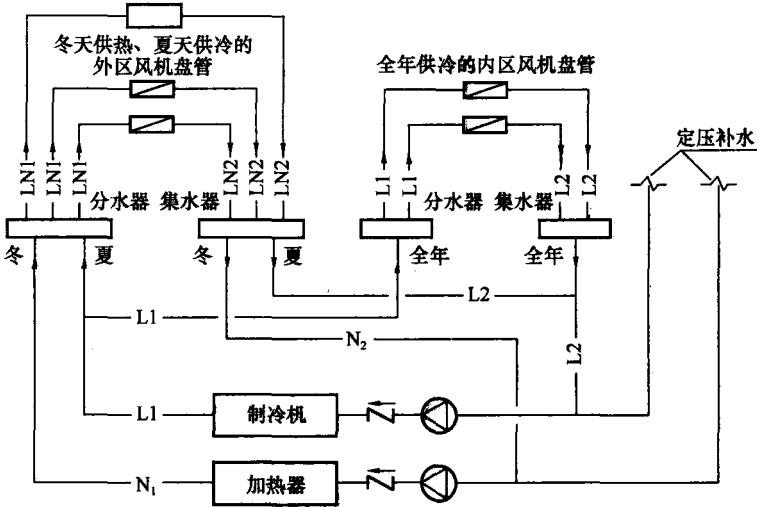 冬天供热、夏天供冷的
外区风机盘管
全年供冷的内区风机盘管
定压补水
LN1 LN1 LN1 LN2 LN2 LN2 L1 L1 L2 L2
分水器 集水器 分水器 集水器
冬 夏 冬 夏 全年 全年
L2
L1
N₂
L2
L1 制冷机
N₁ 加热器